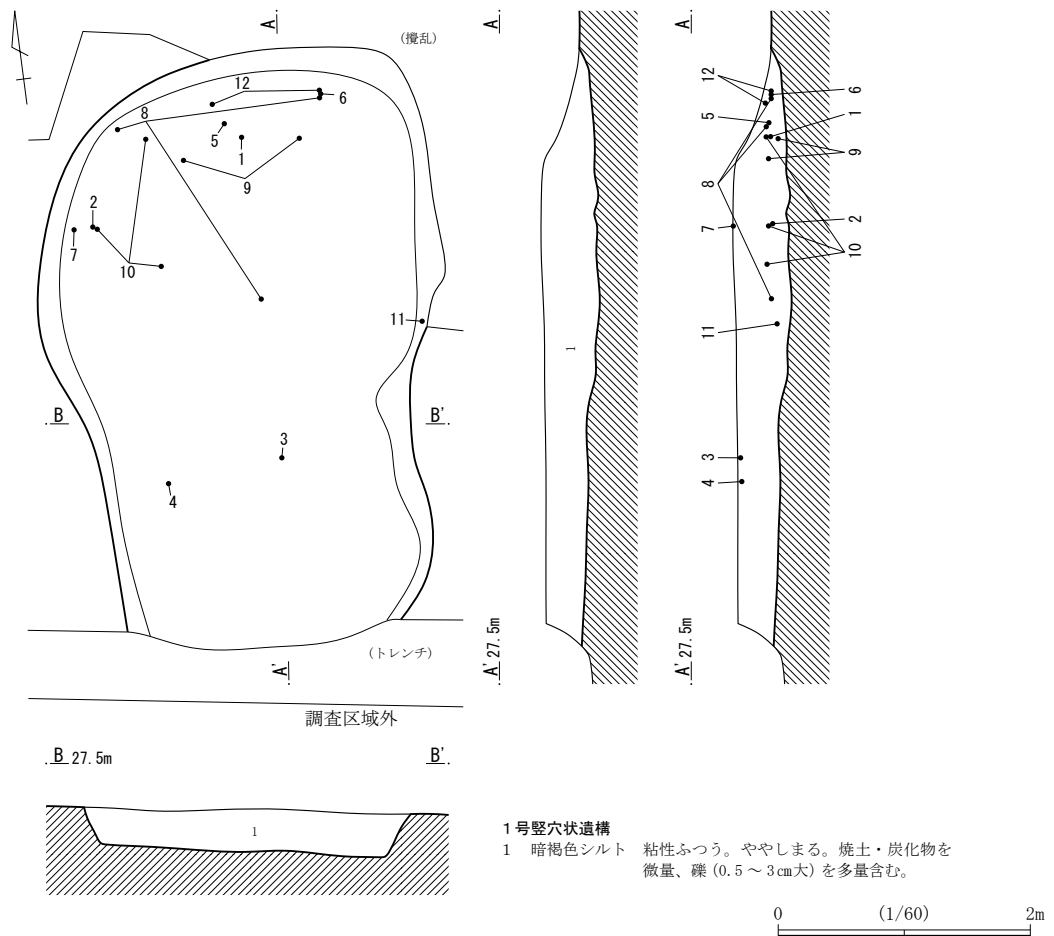 A
(攪乱)
12
6
8
5
1
9
2
7
10
11
B
B'
3
4
A'
(トレンチ)
調査区域外
A
1
A' 27.5m
A
12
5
8
7
11
3
4
6
1
9
2
10
A' 27.5m
B 27.5m
B'
1
1号竪穴状遺構
1 暗褐色シルト 粘性ふつう。ややしまる。焼土・炭化物を
微量、礫 (0.5 ～ 3㎝大) を多量含む。
0 (1/60) 2m